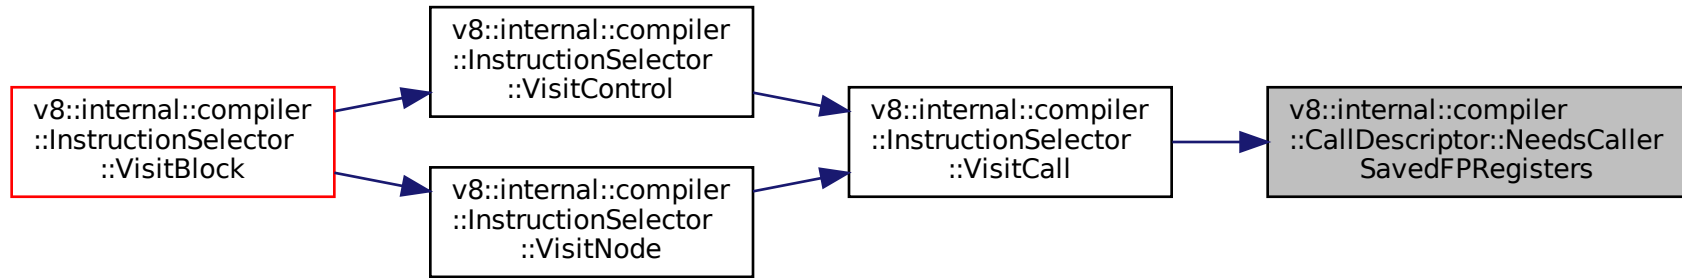 v8::internal::compiler
::InstructionSelector
::VisitBlock
v8::internal::compiler
::InstructionSelector
::VisitControl
v8::internal::compiler
::InstructionSelector
::VisitNode
v8::internal::compiler
::InstructionSelector
::VisitCall
v8::internal::compiler
::CallDescriptor::NeedsCaller
SavedFPRegisters